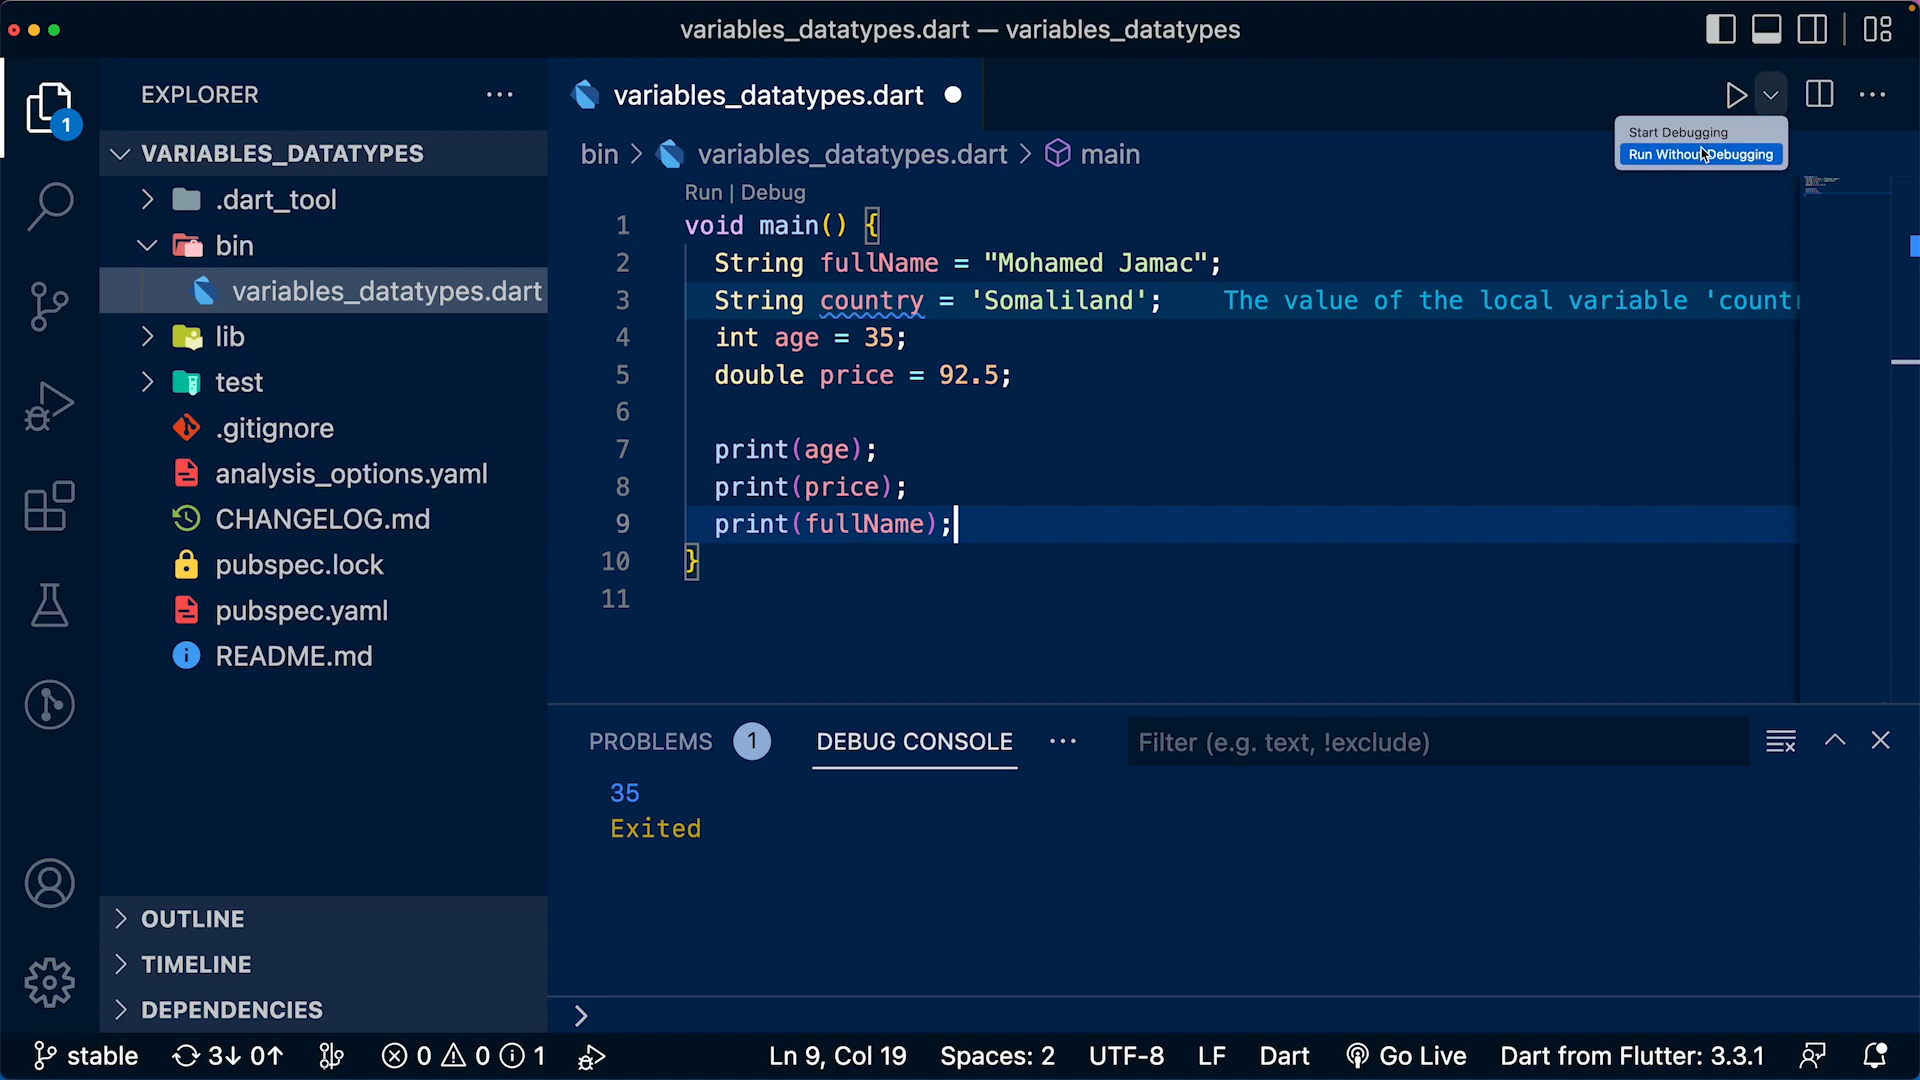 variables_datatypes.dart — variables_datatypes
EXPLORER
1
VARIABLES_DATATYPES
.dart_tool
bin
variables_datatypes.dart
lib
test
.gitignore
analysis_options.yaml
CHANGELOG.md
pubspec.lock
pubspec.yaml
README.md
OUTLINE
TIMELINE
DEPENDENCIES
variables_datatypes.dart
Start Debugging
Run Without Debugging
bin > variables_datatypes.dart > main
Run | Debug
1 void main() {
2 String fullName = "Mohamed Jamac";
3 String country = 'Somaliland'; The value of the local variable 'countr
4 int age = 35;
5 double price = 92.5;
6
7 print(age);
8 print(price);
9 print(fullName);
10 }
11
PROBLEMS 1 DEBUG CONSOLE ··· Filter (e.g. text, !exclude)
35
Exited
stable 3↓ 0↑ 0 0 1 Ln 9, Col 19 Spaces: 2 UTF-8 LF Dart Go Live Dart from Flutter: 3.3.1